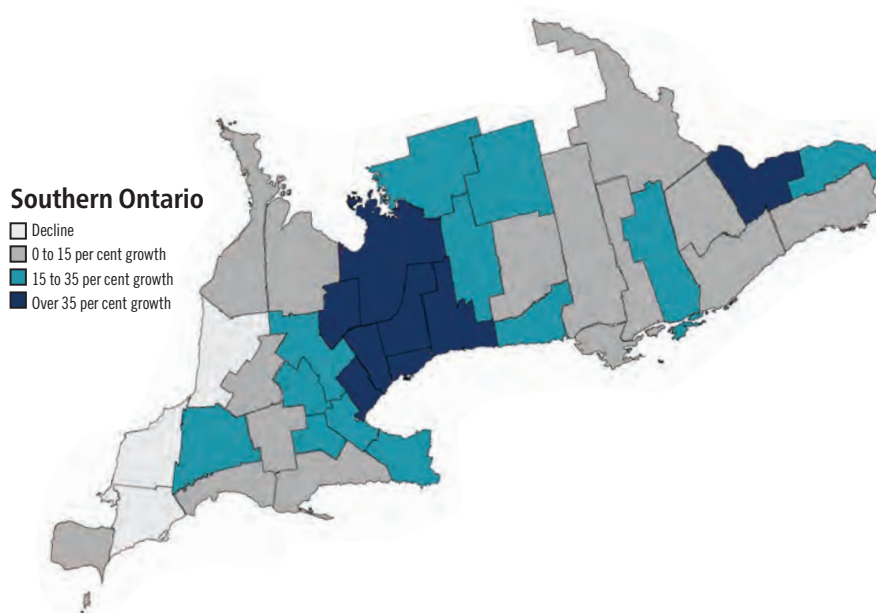 Southern Ontario
Decline
0 to 15 per cent growth
15 to 35 per cent growth
Over 35 per cent growth